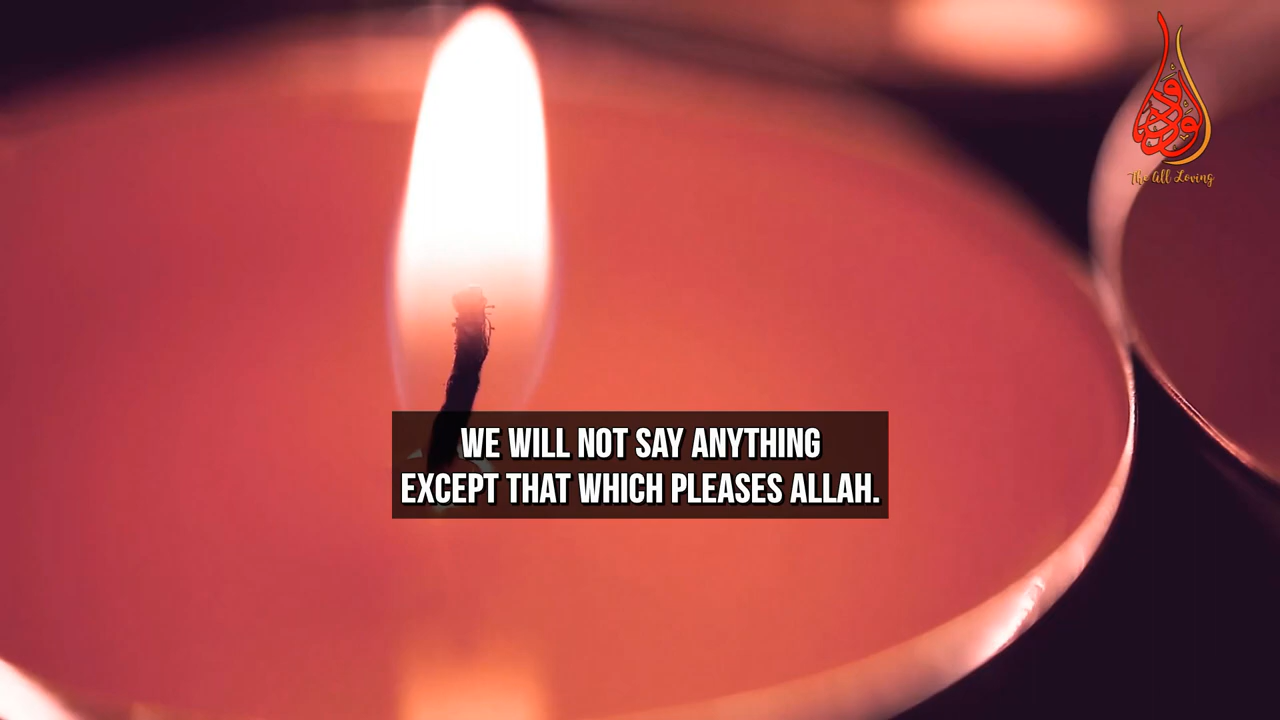 The All Loving
WE WILL NOT SAY ANYTHING
EXCEPT THAT WHICH PLEASES ALLAH.